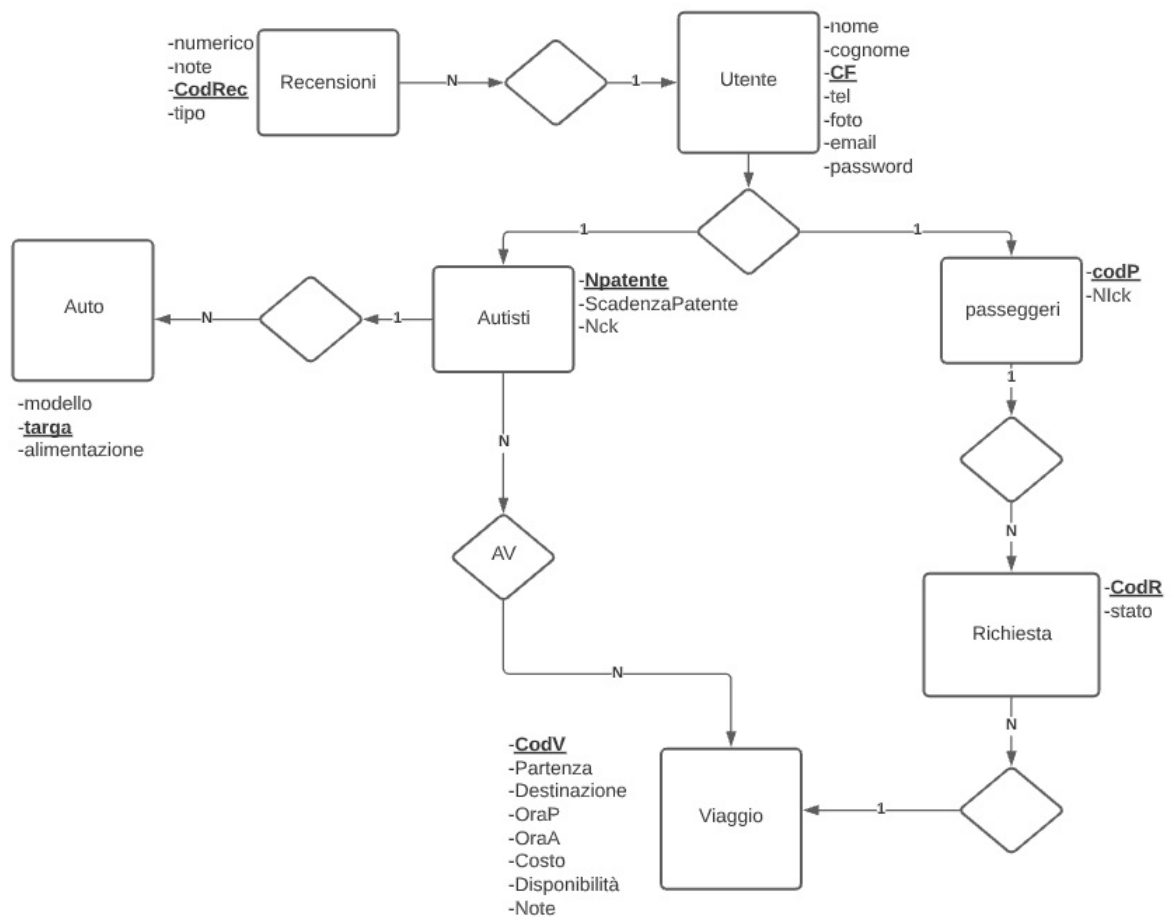 -numerico
-note
-CodRec
-tipo
Recensioni
N
1
Utente
-nome
-cognome
-CF
-tel
-foto
-email
-password
1
1
Auto
-modello
-targa
-alimentazione
N
1
Autisti
-Npatente
-ScadenzaPatente
-Nck
passeggeri
-codP
-NIck
1
N
N
AV
N
Richiesta
-CodR
-stato
N
1
Viaggio
-CodV
-Partenza
-Destinazione
-OraP
-OraA
-Costo
-Disponibilità
-Note